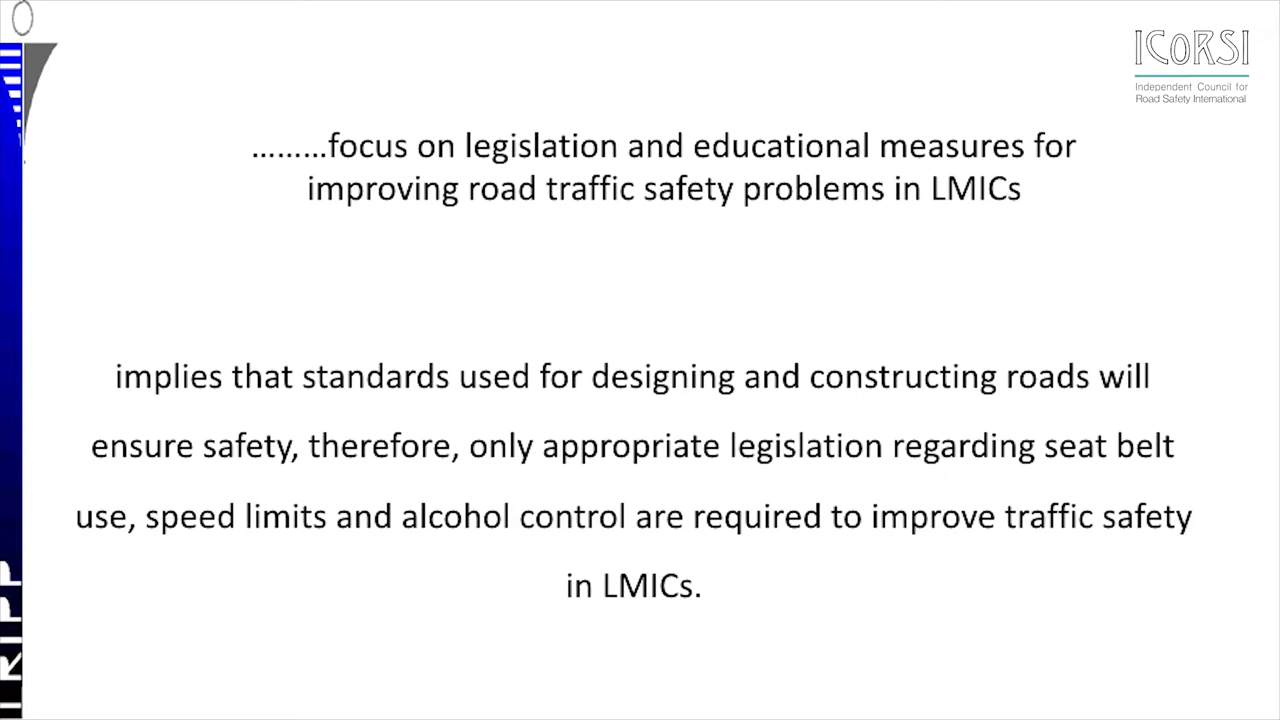 ICoRSI
Independent Council for
Road Safety International
………focus on legislation and educational measures for
improving road traffic safety problems in LMICs
implies that standards used for designing and constructing roads will
ensure safety, therefore, only appropriate legislation regarding seat belt
use, speed limits and alcohol control are required to improve traffic safety
in LMICs.
TRIPP